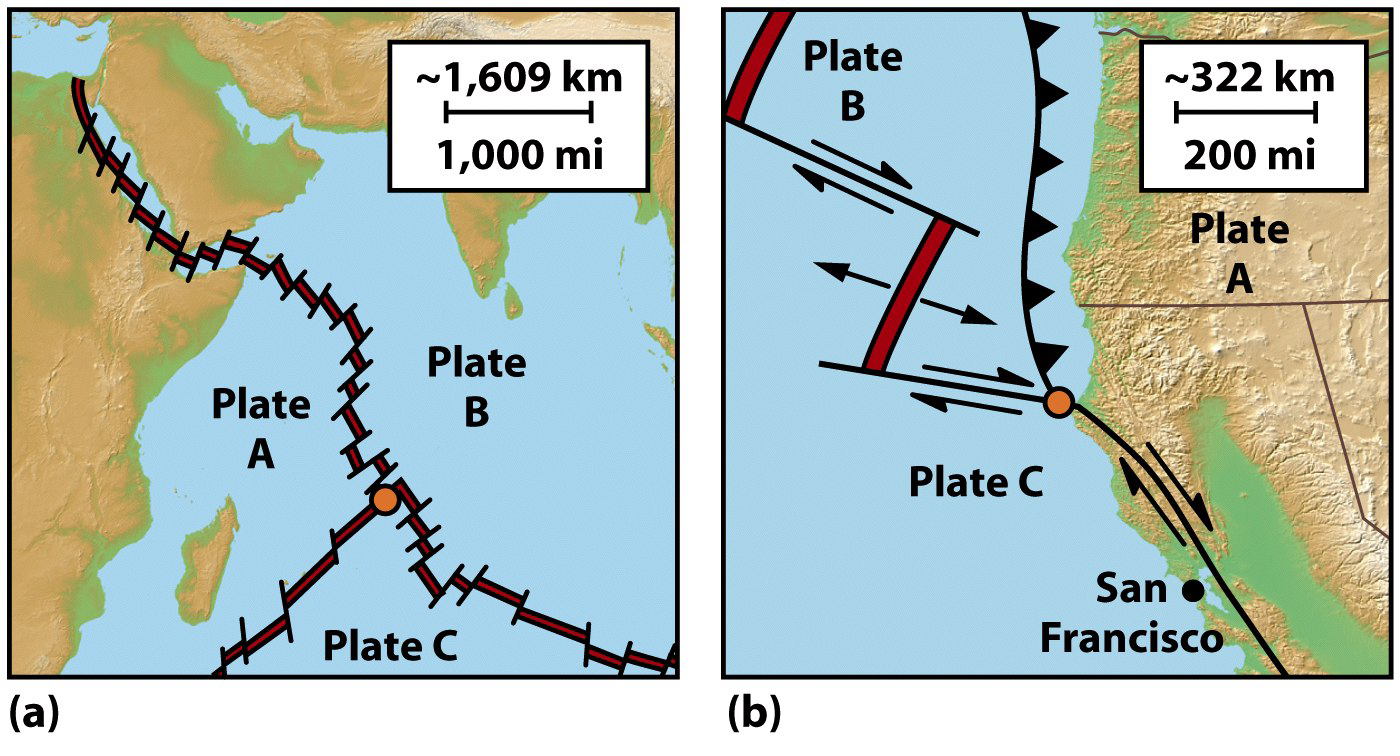 ~1,609 km
1,000 mi
Plate
A
Plate
B
Plate C
(a)
Plate
B
~322 km
200 mi
Plate
A
Plate C
San
Francisco
(b)